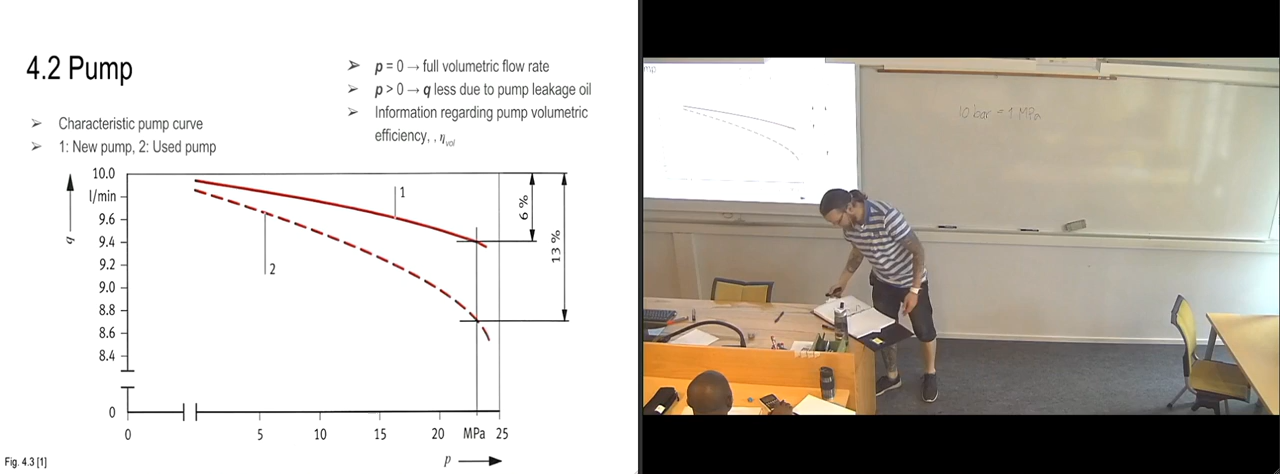 4.2 Pump
➢ p = 0 → full volumetric flow rate
➢ p > 0 → q less due to pump leakage oil
➢ Information regarding pump volumetric
efficiency, , ηvol
➢ Characteristic pump curve
➢ 1: New pump, 2: Used pump
10.0
l/min
9.6
9.4
9.2
9.0
8.8
8.6
8.4
0
q
1
2
6 %
13 %
0 5 10 15 20 MPa 25
p
Fig. 4.3 [1]
mp
10 bar = 1 MPa